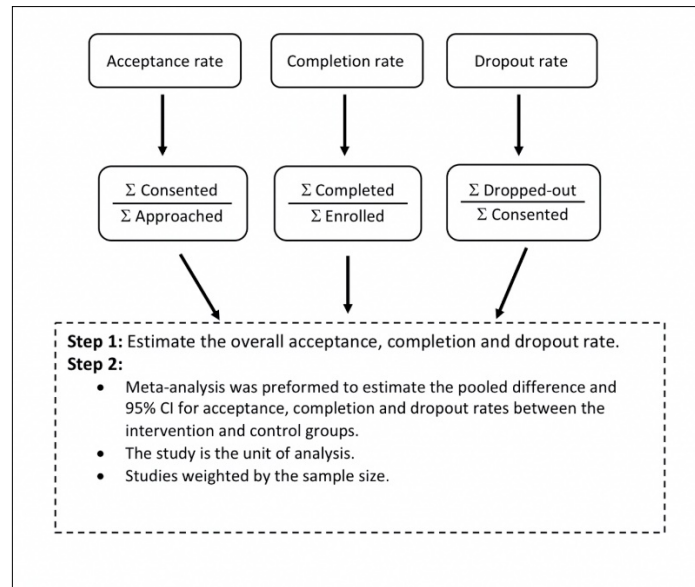 Acceptance rate
Completion rate
Dropout rate
Σ Consented
Σ Approached
Σ Completed
Σ Enrolled
Σ Dropped-out
Σ Consented
Step 1: Estimate the overall acceptance, completion and dropout rate.
Step 2:
• Meta-analysis was preformed to estimate the pooled difference and
95% CI for acceptance, completion and dropout rates between the
intervention and control groups.
• The study is the unit of analysis.
• Studies weighted by the sample size.